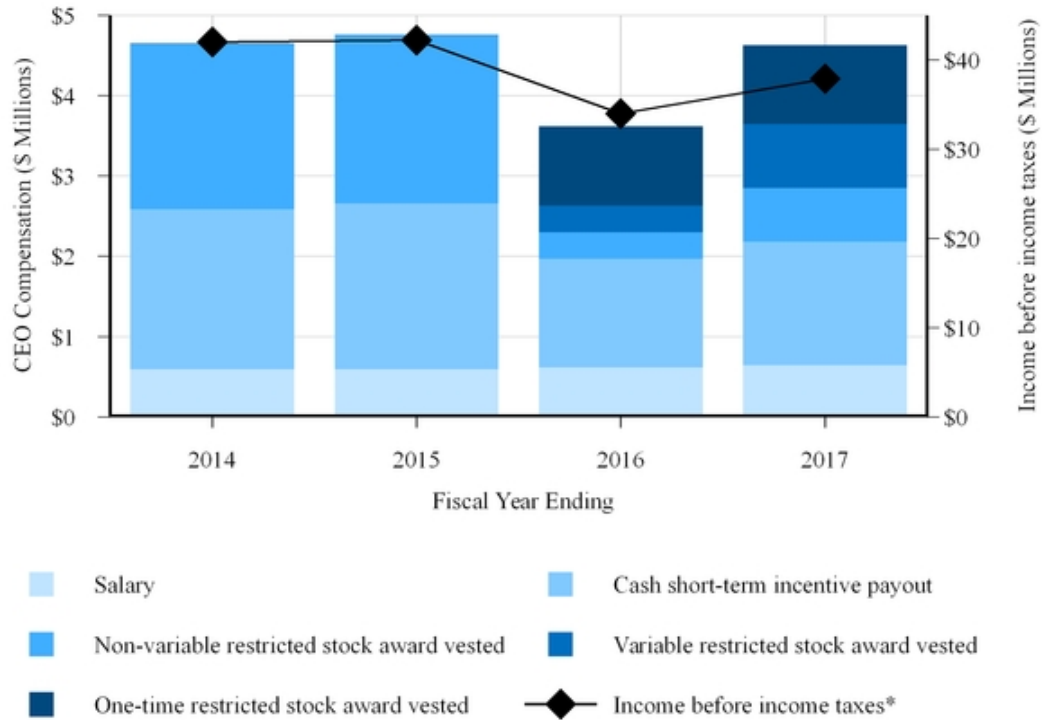 $5
$4
$3
$2
$1
$0
CEO Compensation ($ Millions)
$40
$30
$20
$10
$0
Income before income taxes ($ Millions)
2014 2015 2016 2017
Fiscal Year Ending
Salary
Cash short-term incentive payout
Non-variable restricted stock award vested
Variable restricted stock award vested
One-time restricted stock award vested
Income before income taxes*